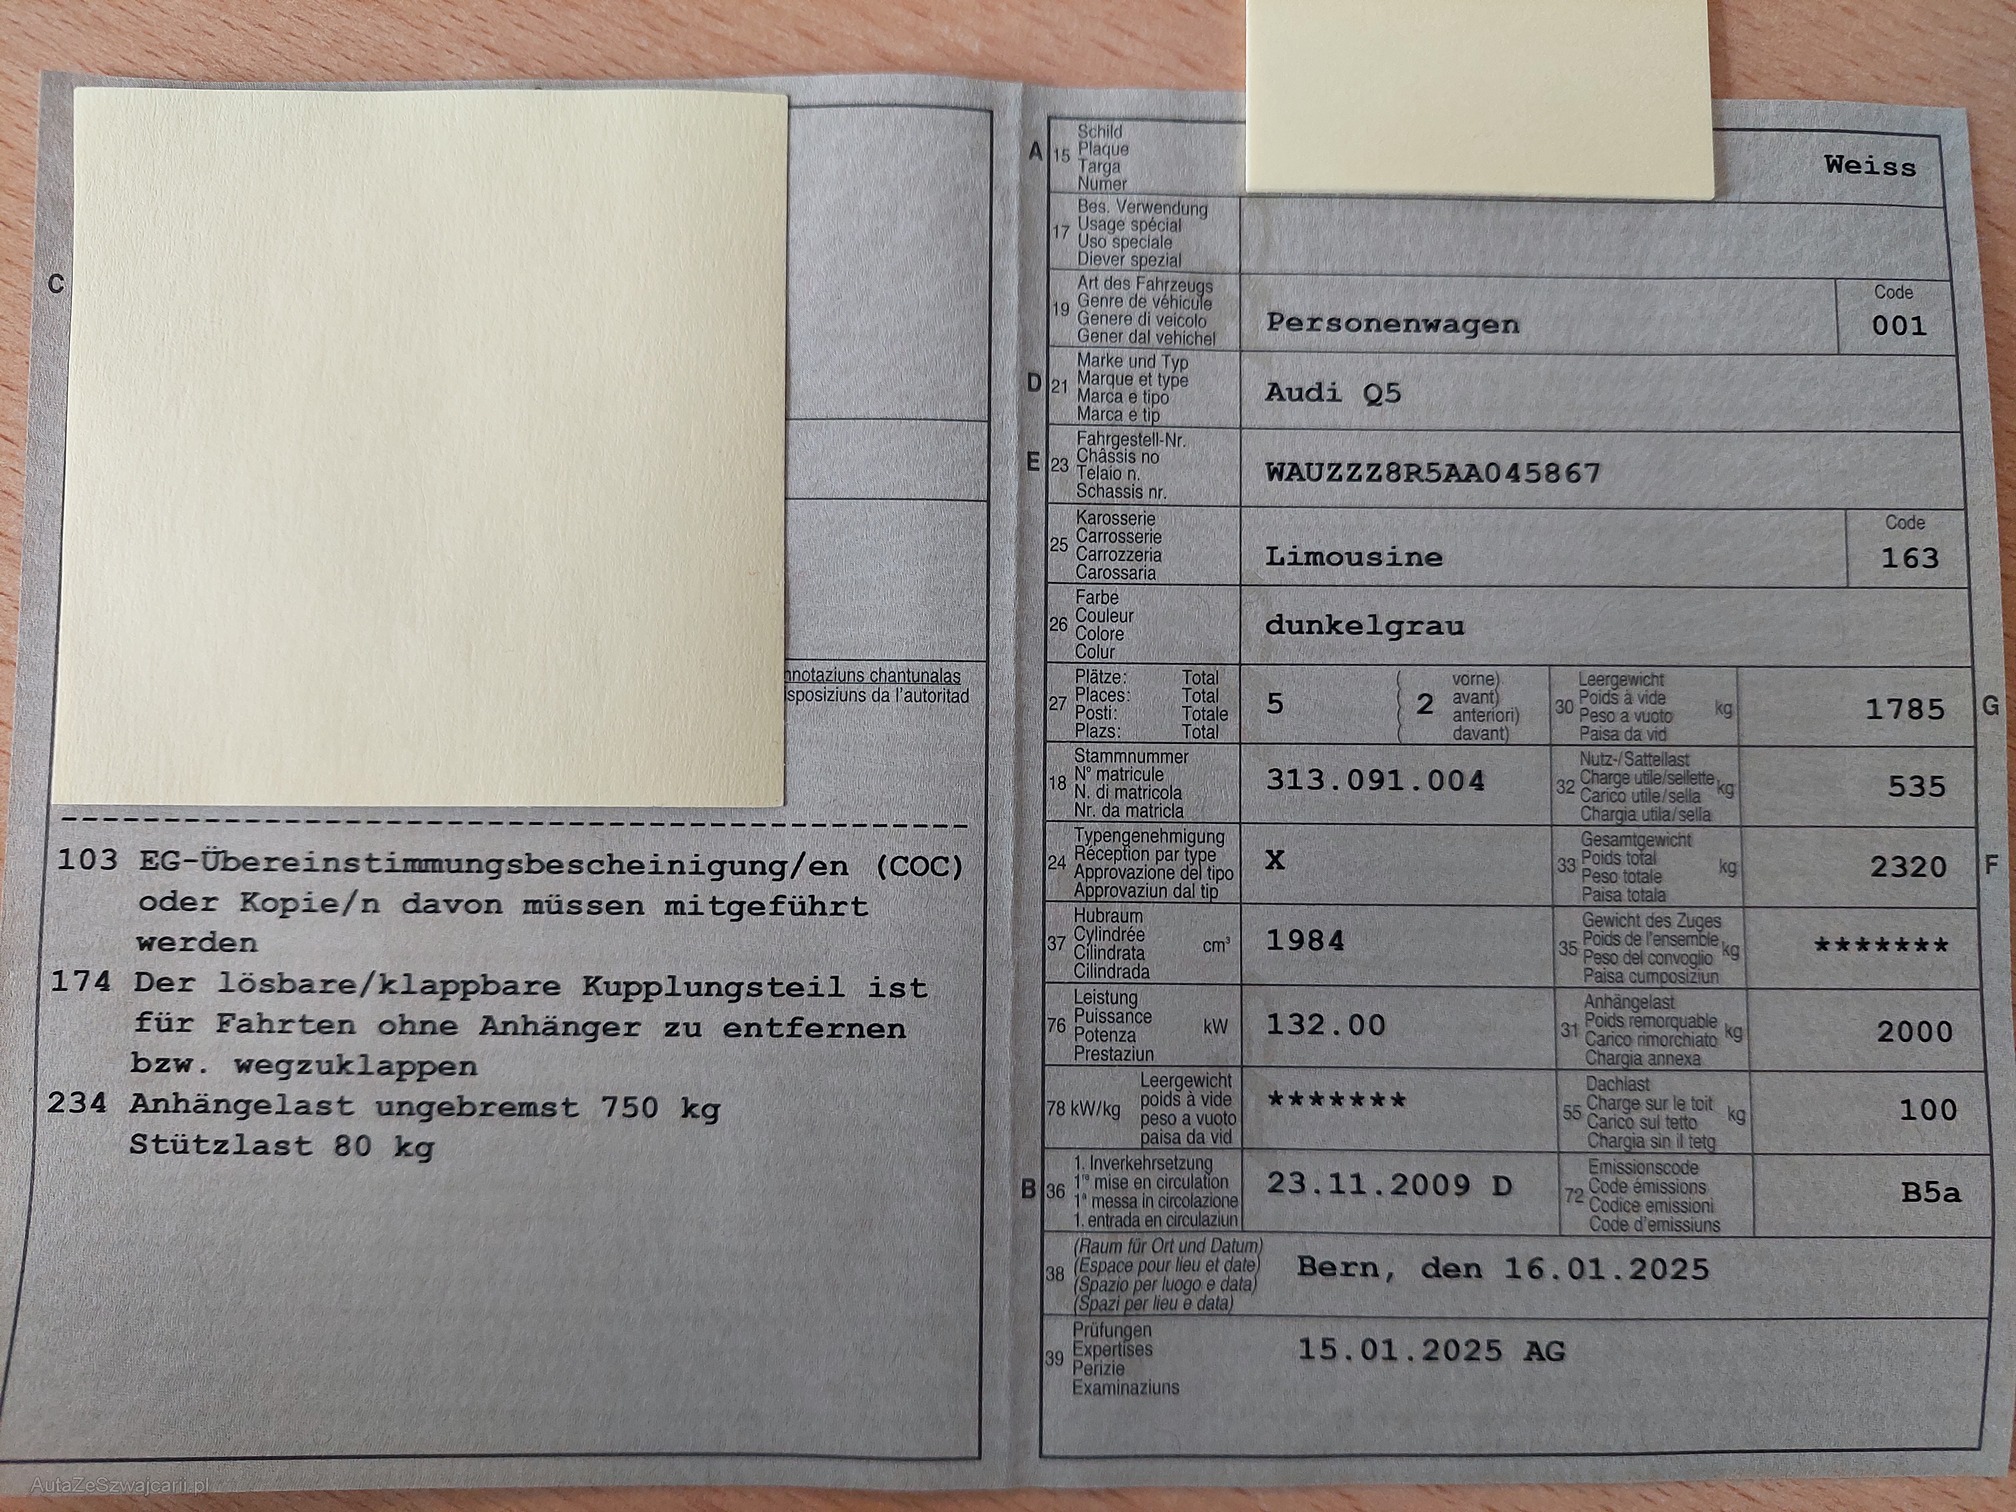 C
nnotaziuns chantunalas
isposiziuns da l'autoritad
103 EG-Übereinstimmungsbescheinigung/en (COC)
oder Kopie/n davon müssen mitgeführt
werden
174 Der lösbare/klappbare Kupplungsteil ist
für Fahrten ohne Anhänger zu entfernen
bzw. wegzuklappen
234 Anhängelast ungebremst 750 kg
Stützlast 80 kg
A 15 Schild
Plaque
Targa
Numer
Weiss
17 Bes. Verwendung
Usage spécial
Uso speciale
Diever spezial
19 Art des Fahrzeugs
Genre de véhicule
Genere di veicolo
Gener dal vehichel
Personenwagen
Code
001
D 21 Marke und Typ
Marque et type
Marca e tipo
Marca e tip
Audi Q5
E 23 Fahrgestell-Nr.
Châssis no
Telaio n.
Schassis nr.
WAUZZZ8R5AA045867
25 Karosserie
Carrosserie
Carrozzeria
Carossaria
Limousine
Code
163
26 Farbe
Couleur
Colore
Colur
dunkelgrau
27 Plätze: Total
Places: Total
Posti: Totale
Plazs: Total
5
2
vorne)
avant)
anteriori)
davant)
30 Leergewicht
Poids à vide
Peso a vuoto
Paisa da vid
kg
1785
G
18 Stammnummer
N° matricule
N. di matricola
Nr. da matricla
313.091.004
32 Nutz-/Sattellast
Charge utile/sellette
Carico utile/sella
Chargia utila/sella
kg
535
24 Typengenehmigung
Réception par type
Approvazione del tipo
Approvaziun dal tip
X
33 Gesamtgewicht
Poids total
Peso totale
Paisa totala
kg
2320
F
37 Hubraum
Cylindrée
Cilindrata
Cilindrada
cm³
1984
35 Gewicht des Zuges
Poids de l'ensemble
Peso del convoglio
Paisa cumposiziun
kg
*******
76 Leistung
Puissance
Potenza
Prestaziun
kW
132.00
31 Anhängelast
Poids remorquable
Carico rimorchiato
Chargia annexa
kg
2000
78 kW/kg
Leergewicht
poids à vide
peso a vuoto
paisa da vid
*******
55 Dachlast
Charge sur le toit
Carico sul tetto
Chargia sin il tetg
kg
100
B 36 1. Inverkehrsetzung
1re mise en circulation
1a messa in circolazione
1. entrada en circulaziun
23.11.2009 D
72 Emissionscode
Code émissions
Codice emissioni
Code d'emissiuns
B5a
38 (Raum für Ort und Datum)
(Espace pour lieu et date)
(Spazio per luogo e data)
(Spazi per lieu e data)
Bern, den 16.01.2025
39 Prüfungen
Expertises
Perizie
Examinaziuns
15.01.2025 AG
AutaZeSzwajcarii.pl